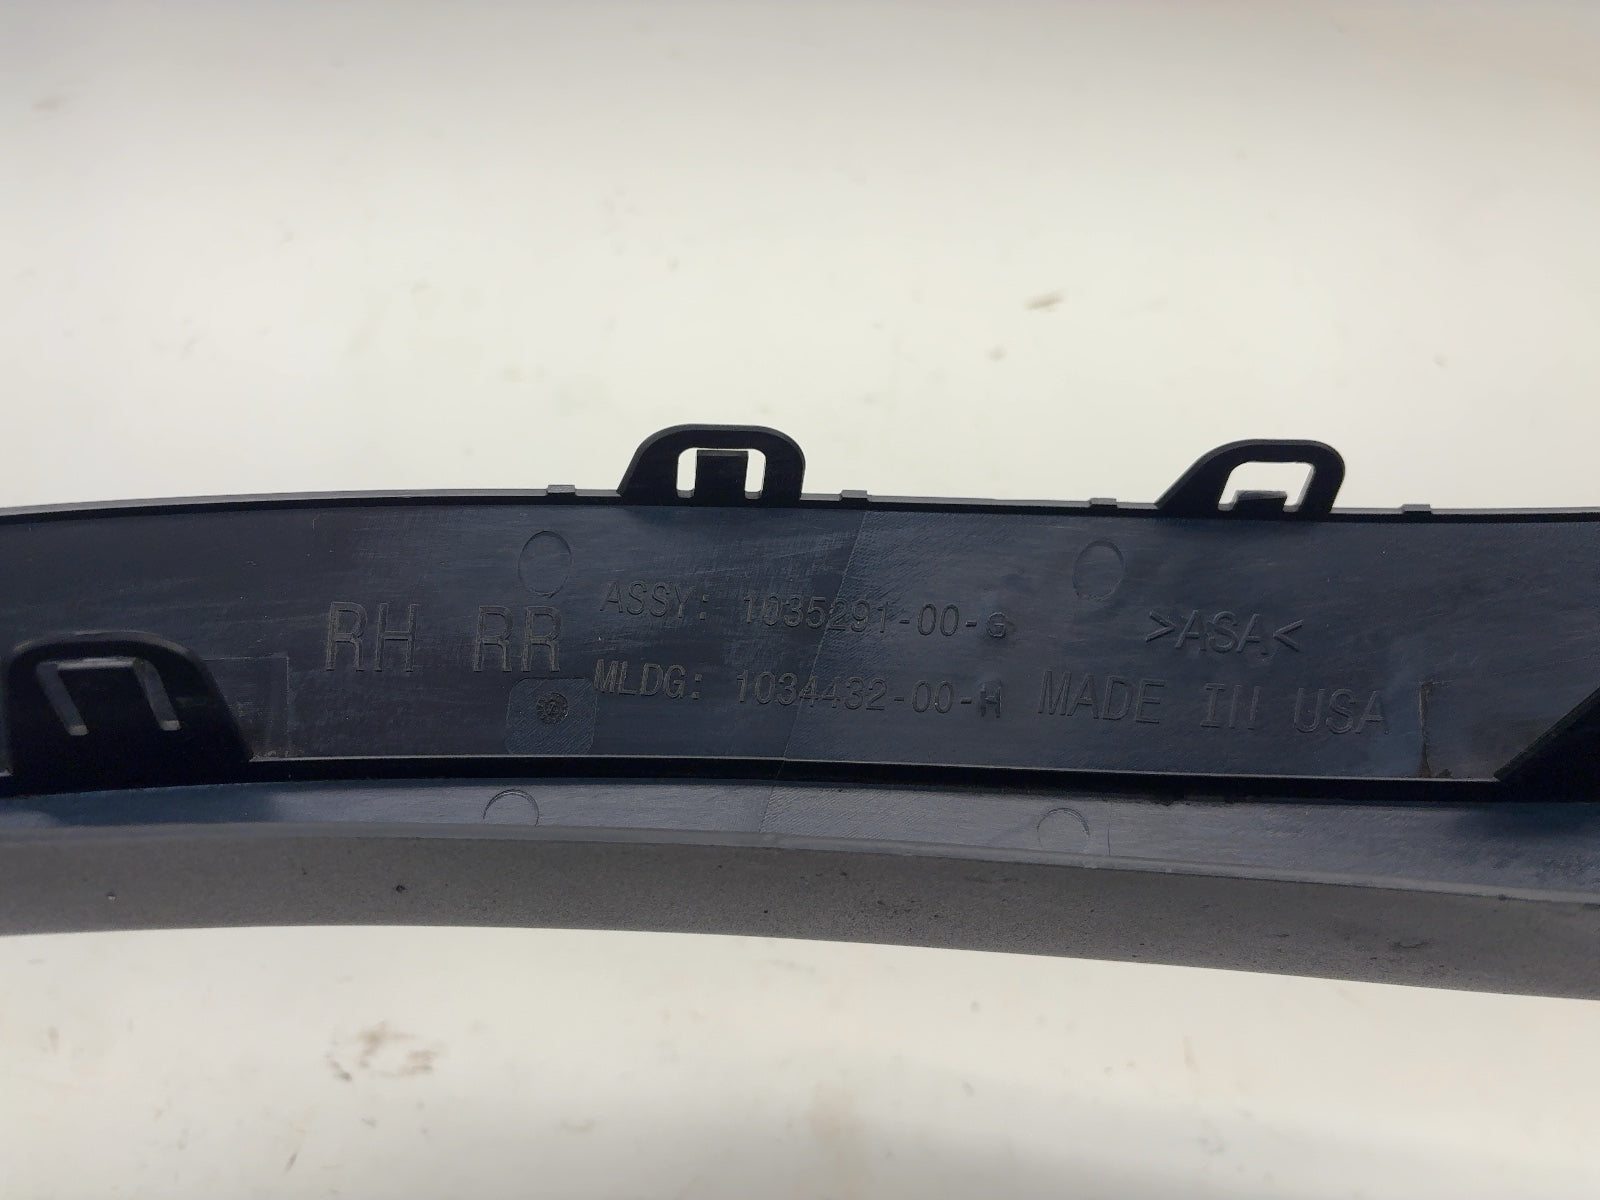 RH RR
ASSY: 1035291-00-G
MLDG: 1034432-00-H
>ASA<
MADE IN USA